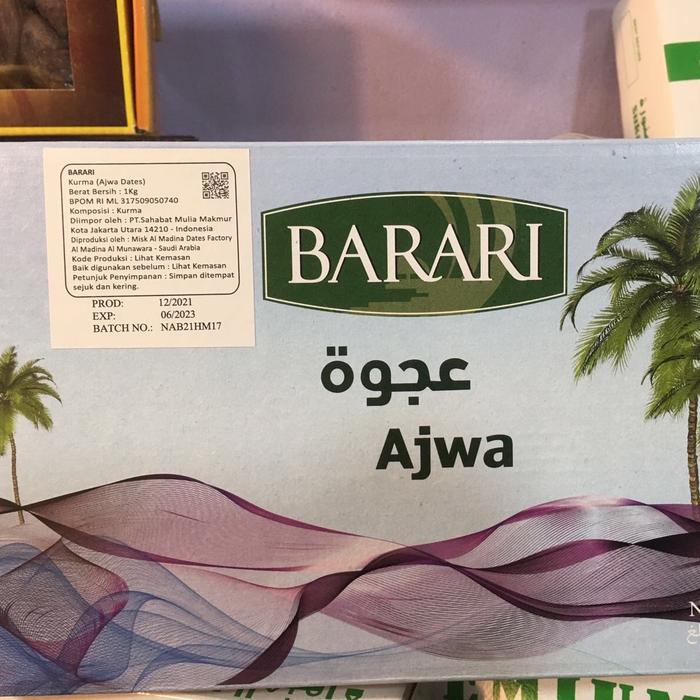 BARARI
Kurma (Ajwa Dates)
Berat Bersih : 1Kg
BPOM RI ML 317509050740
Komposisi : Kurma
Diimpor oleh : PT.Sahabat Mulia Makmur
Kota Jakarta Utara 14210 - Indonesia
Diproduksi oleh : Misk Al Madina Dates Factory
Al Madina Al Munawara - Saudi Arabia
Kode Produksi : Lihat Kemasan
Baik digunakan sebelum : Lihat Kemasan
Petunjuk Penyimpanan : Simpan ditempat
sejuk dan kering.
PROD: 12/2021
EXP: 06/2023
BATCH NO.: NAB21HM17
BARARI
عجوة
Ajwa